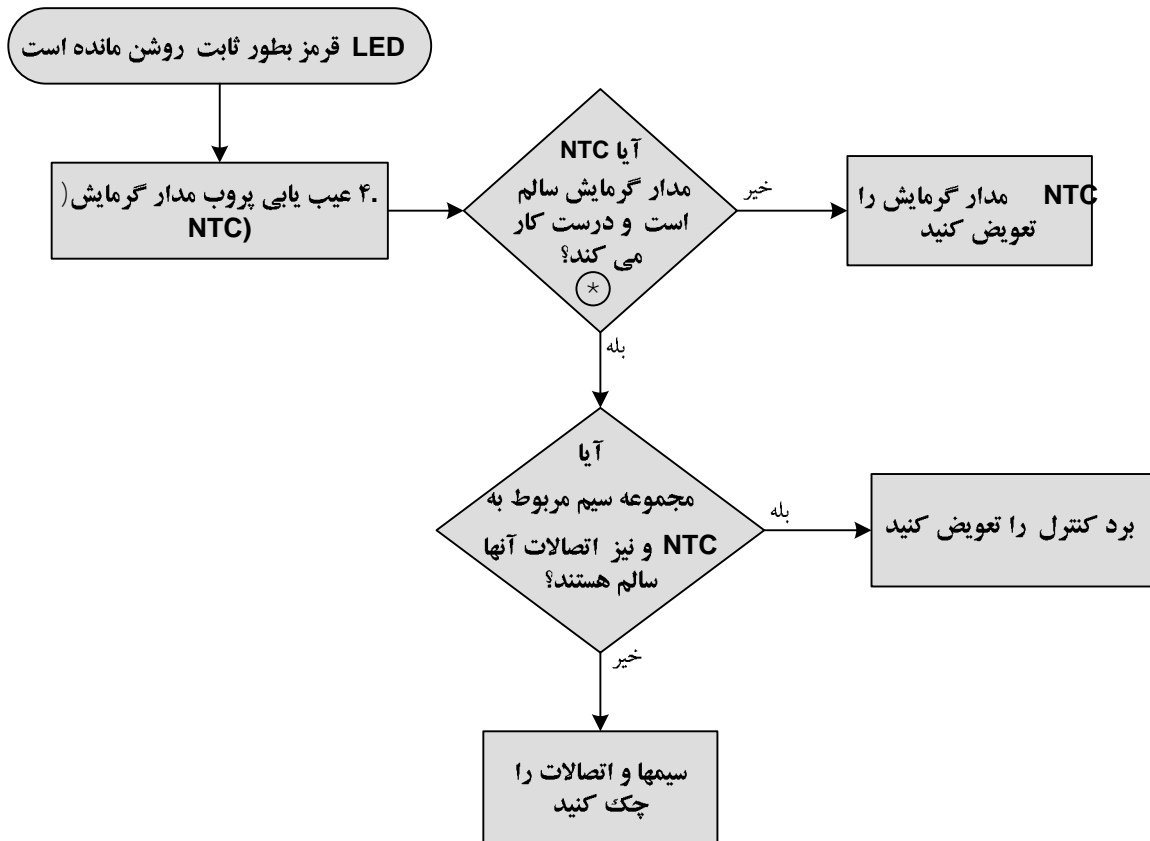 LED قرمز بطور ثابت روشن مانده است
۴. عیب یابی پروب مدار گرمایش (
NTC)
آیا NTC
مدار گرمایش سالم
است و درست کار
می کند؟
*
خیر
NTC مدار گرمایش را
تعویض کنید
بله
آیا
مجموعه سیم مربوط به
NTC و نیز اتصالات آنها
سالم هستند؟
بله
برد کنترل را تعویض کنید
خیر
سیمها و اتصالات را
چک کنید